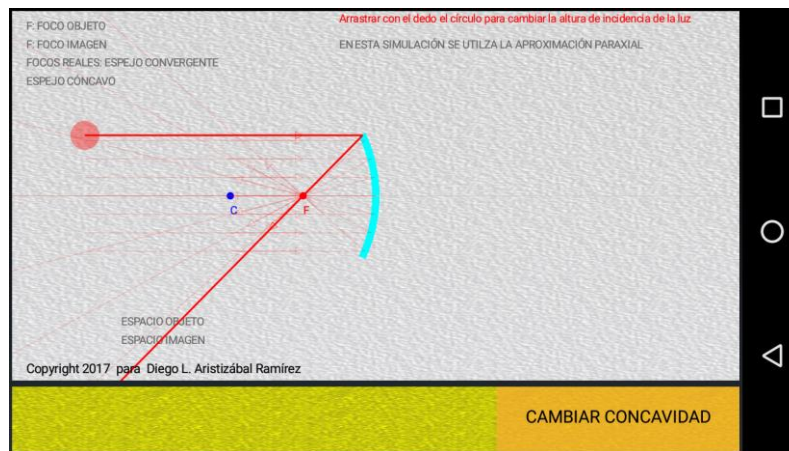 F: FOCO OBJETO
F: FOCO IMAGEN
FOCOS REALES: ESPEJO CONVERGENTE
ESPEJO CÓNCAVO
Arrastrar con el dedo el círculo para cambiar la altura de incidencia de la luz
EN ESTA SIMULACIÓN SE UTILZA LA APROXIMACIÓN PARAXIAL
C
F
ESPACIO OBJETO
ESPACIO IMAGEN
Copyright 2017 para Diego L. Aristizábal Ramírez
CAMBIAR CONCAVIDAD